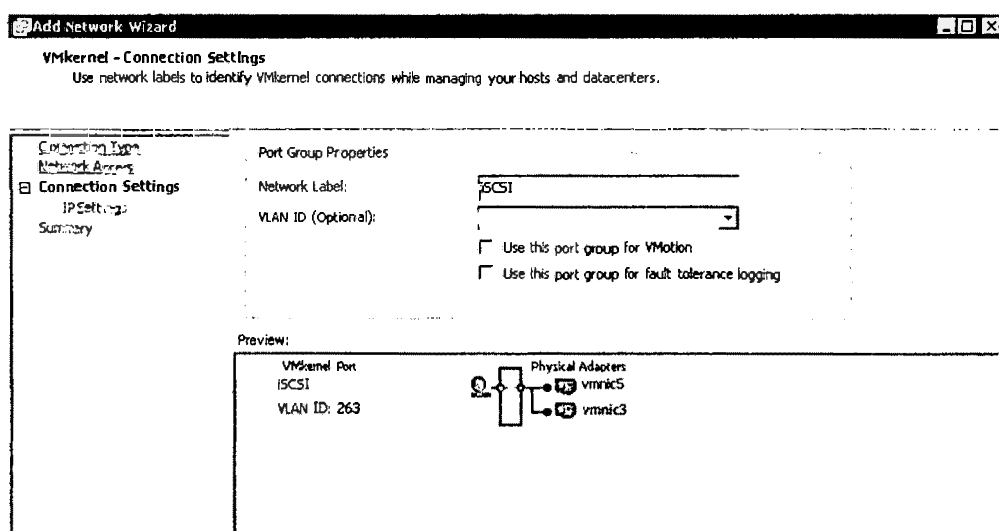 Add Network Wizard
VMkernel - Connection Settings
Use network labels to identify VMkernel connections while managing your hosts and datacenters.
Connection Type
Network Access
Connection Settings
IP Settings
Summary
Port Group Properties
Network Label:
iSCSI
VLAN ID (Optional):
Use this port group for VMotion
Use this port group for fault tolerance logging
Preview:
VMkernel Port
iSCSI
VLAN ID: 263
Physical Adapters
vmnic5
vmnic3